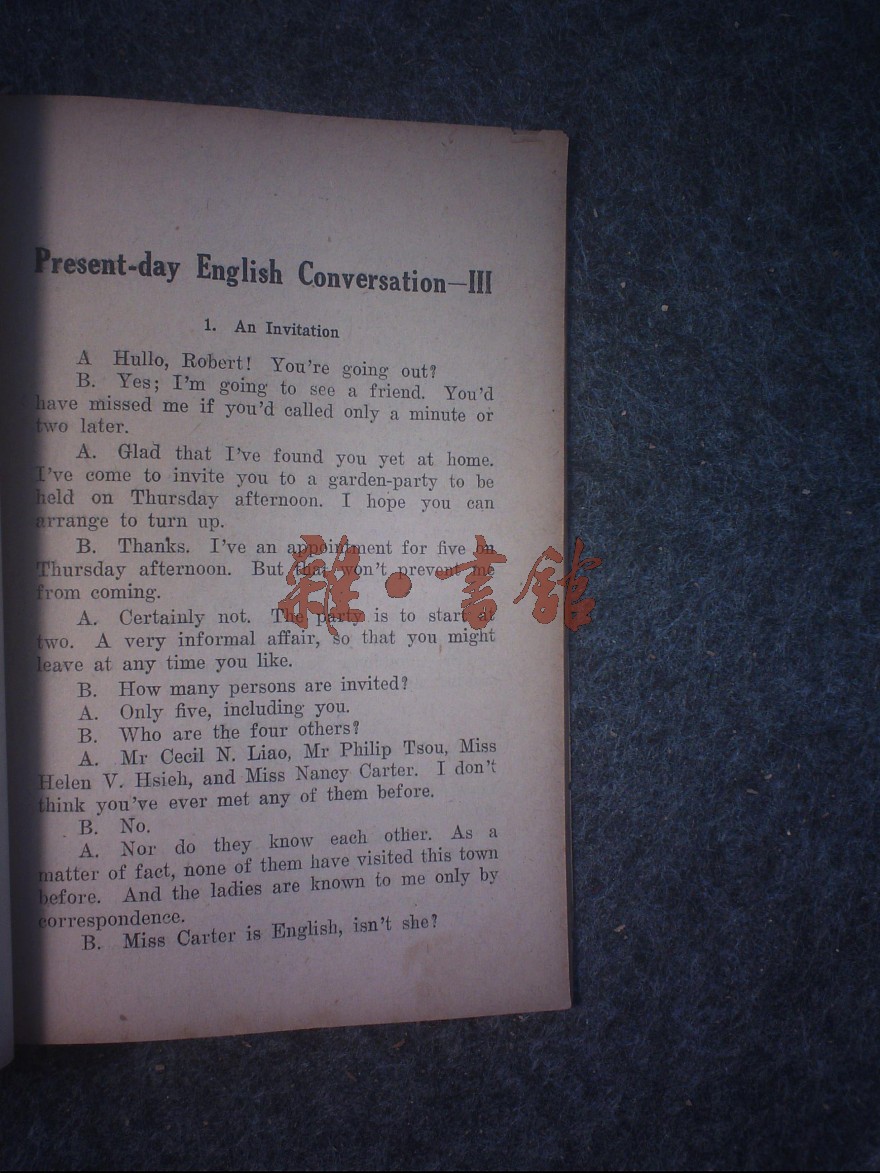 Present-day English Conversation—III
1. An Invitation
A Hullo, Robert! You're going out?
B. Yes; I'm going to see a friend. You'd
have missed me if you'd called only a minute or
two later.
A. Glad that I've found you yet at home.
I've come to invite you to a garden-party to be
held on Thursday afternoon. I hope you can
arrange to turn up.
B. Thanks. I've an appointment for five on
Thursday afternoon. But that won't prevent me
from coming.
A. Certainly not. The party is to start at
two. A very informal affair, so that you might
leave at any time you like.
B. How many persons are invited?
A. Only five, including you.
B. Who are the four others?
A. Mr Cecil N. Liao, Mr Philip Tsou, Miss
Helen V. Hsieh, and Miss Nancy Carter. I don't
think you've ever met any of them before.
B. No.
A. Nor do they know each other. As a
matter of fact, none of them have visited this town
before. And the ladies are known to me only by
correspondence.
B. Miss Carter is English, isn't she?
雜·書館